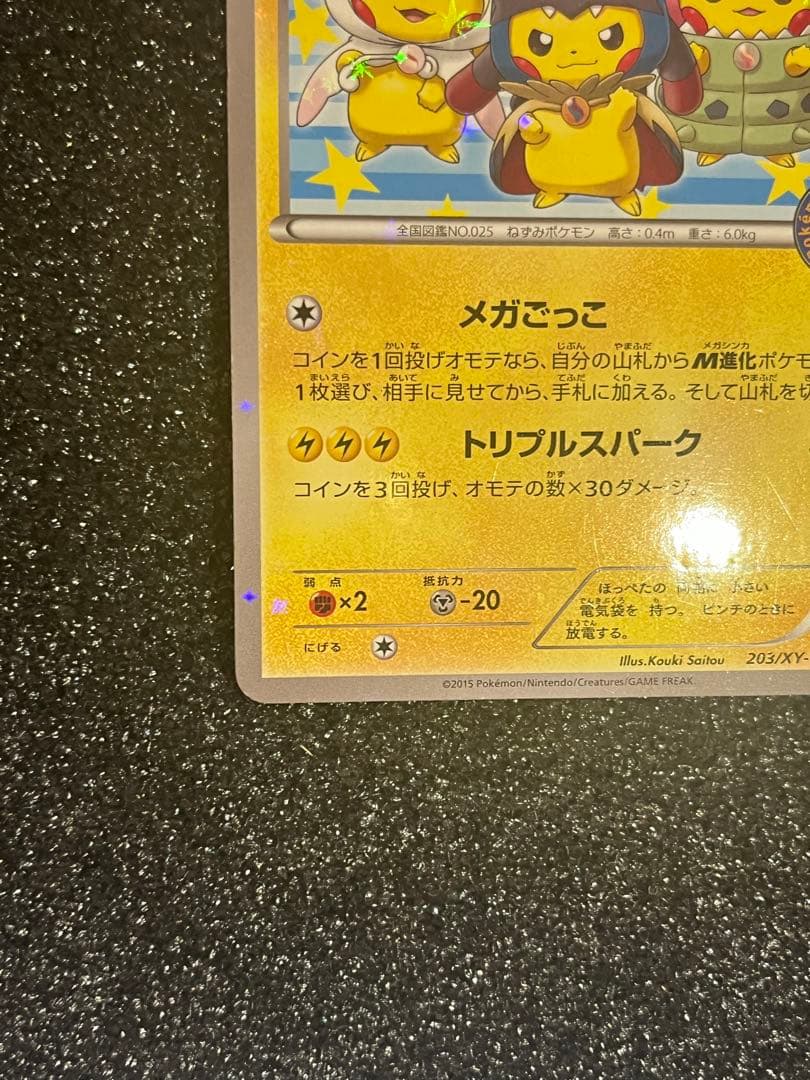 全国図鑑NO.025 ねずみポケモン 高さ:0.4m 重さ:6.0kg
メガごっこ
コインを1回投げオモテなら、自分の山札からM進化ポケモ
1枚選び、相手に見せてから、手札に加える。そして山札を切
トリプルスパーク
コインを3回投げ、オモテの数×30ダメージ。
弱点 抵抗力
×2 -20
ほっぺたの 両側に 小さい
電気袋を 持つ。 ピンチのときに
放電する。
にげる
Illus.Kouki Saitou 203/XY-
©2015 Pokémon/Nintendo/Creatures/GAME FREAK.